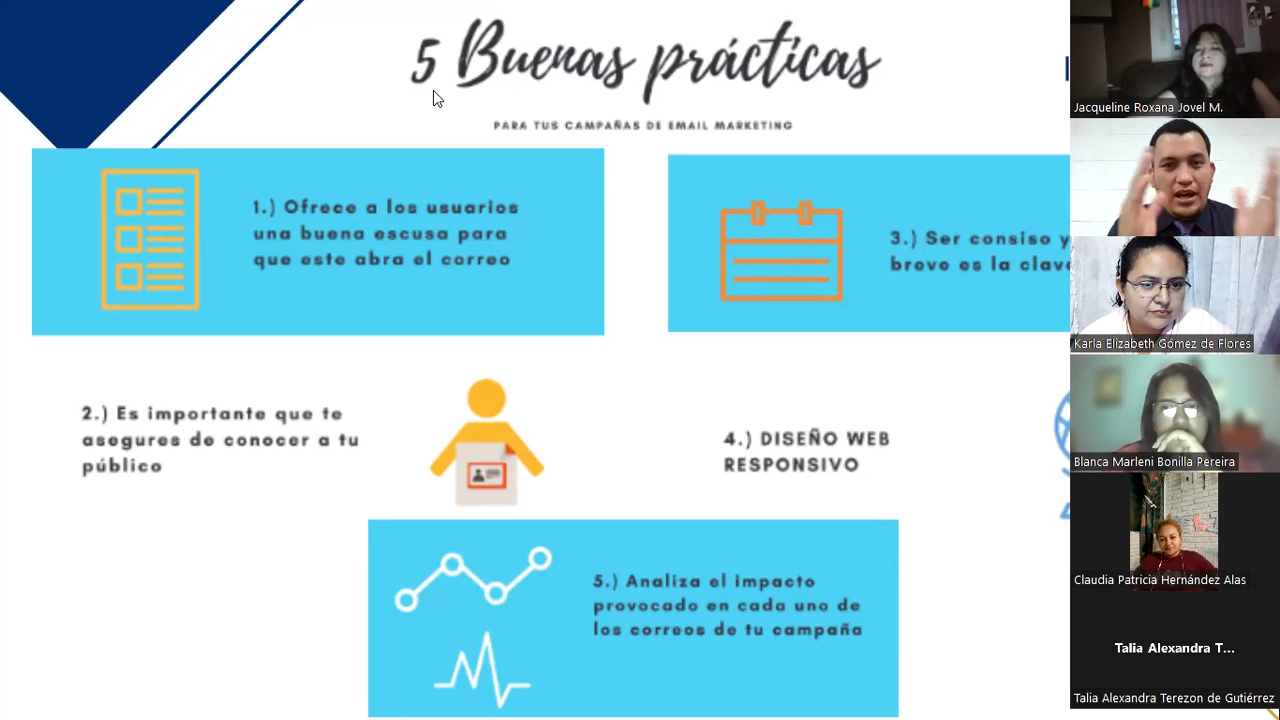 5 Buenas prácticas
PARA TUS CAMPAÑAS DE EMAIL MARKETING
1.) Ofrece a los usuarios
una buena escusa para
que este abra el correo
2.) Es importante que te
asegures de conocer a tu
público
3.) Ser consiso y
breve es la clave
4.) DISEÑO WEB
RESPONSIVO
5.) Analiza el impacto
provocado en cada uno de
los correos de tu campaña
Jacqueline Roxana Jovel M.
Karla Elizabeth Gómez de Flores
Blanca Marleni Bonilla Pereira
Claudia Patricia Hernández Alas
Talia Alexandra T...
Talia Alexandra Terezon de Gutiérrez